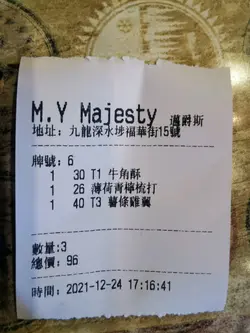 M.Y Majesty 邁爵斯
地址: 九龍深水埗福華街15號
牌號: 6
1 30 T1 牛角酥
1 26 薄荷青檸梳打
1 40 T3 薯條雞翼
數量:3
總價: 96
時間: 2021-12-24 17:16:41